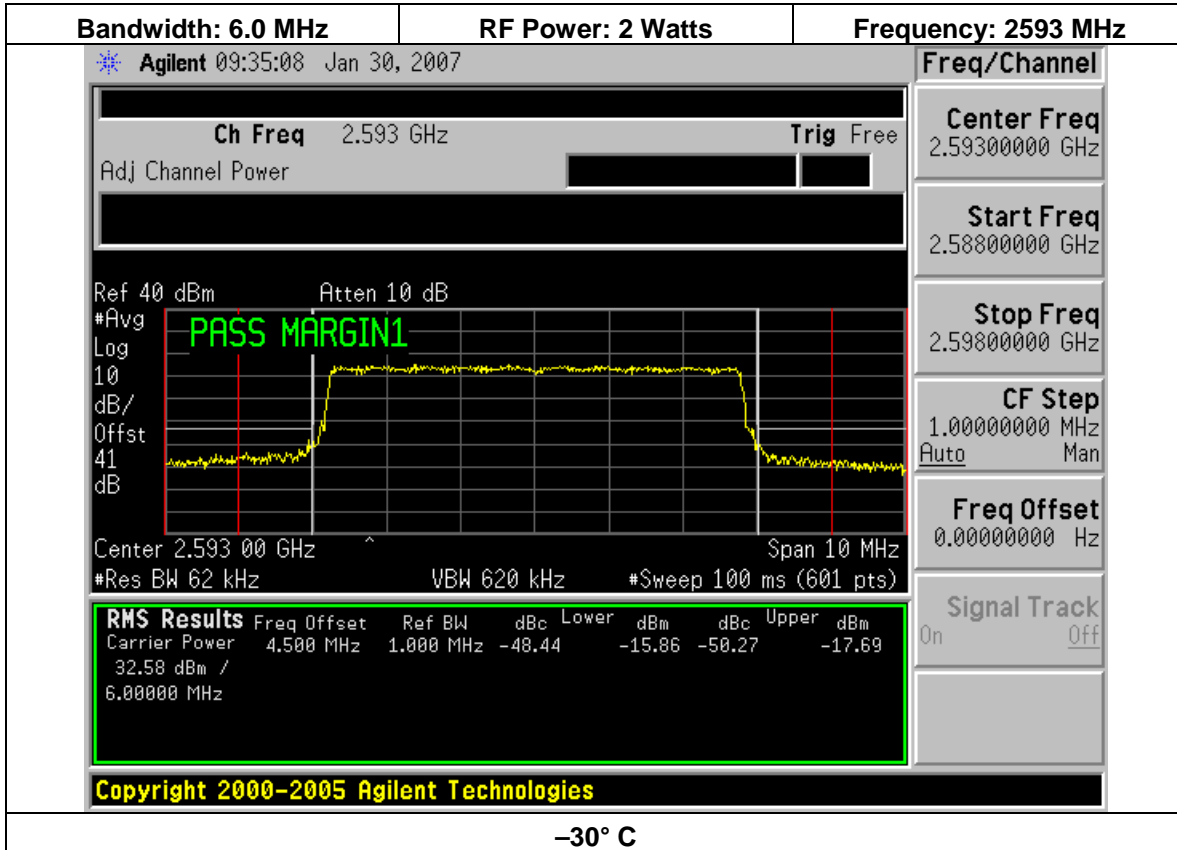 Bandwidth: 6.0 MHz RF Power: 2 Watts Frequency: 2593 MHz
Agilent 09:35:08 Jan 30, 2007 Freq/Channel
Ch Freq 2.593 GHz Trig Free
Adj Channel Power
Center Freq
2.59300000 GHz
Start Freq
2.58800000 GHz
Stop Freq
2.59800000 GHz
CF Step
1.00000000 MHz
Auto Man
Freq Offset
0.00000000 Hz
Signal Track
On Off
Ref 40 dBm Atten 10 dB
#Avg
Log
10
dB/
Offst
41
dB
PASS MARGIN1
Center 2.593 00 GHz ^ Span 10 MHz
#Res BW 62 kHz VBW 620 kHz #Sweep 100 ms (601 pts)
RMS Results Freq Offset Ref BW dBc Lower dBm dBc Upper dBm
Carrier Power 4.500 MHz 1.000 MHz -48.44 -15.86 -50.27 -17.69
32.58 dBm /
6.00000 MHz
Copyright 2000-2005 Agilent Technologies
–30° C